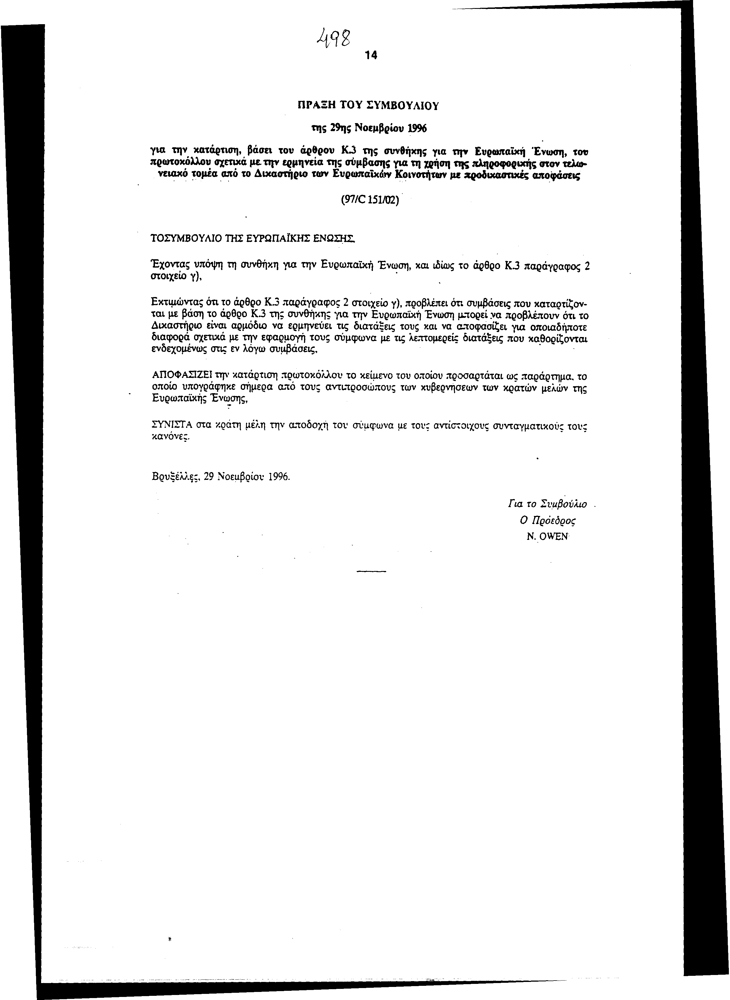 498
14
ΠΡΑΞΗ ΤΟΥ ΣΥΜΒΟΥΛΙΟΥ
της 29ης Νοεμβρίου 1996
για την κατάρτιση, βάσει του άρθρου Κ.3 της συνθήκης για την Ευρωπαϊκή Ένωση, του
πρωτοκόλλου σχετικά με την ερμηνεία της σύμβασης για τη χρήση της πληροφορικής στον τελω-
νειακό τομέα από το Δικαστήριο των Ευρωπαϊκών Κοινοτήτων με προδικαστικές αποφάσεις
(97/C 151/02)
ΤΟΣΥΜΒΟΥΛΙΟ ΤΗΣ ΕΥΡΩΠΑΪΚΗΣ ΕΝΩΣΗΣ,
Έχοντας υπόψη τη συνθήκη για την Ευρωπαϊκή Ένωση, και ιδίως το άρθρο Κ.3 παράγραφος 2
στοιχείο γ),
Εκτιμώντας ότι το άρθρο Κ.3 παράγραφος 2 στοιχείο γ), προβλέπει ότι συμβάσεις που καταρτίζον-
ται με βάση το άρθρο Κ.3 της συνθήκης για την Ευρωπαϊκή Ένωση μπορεί να προβλέπουν ότι το
Δικαστήριο είναι αρμόδιο να ερμηνεύει τις διατάξεις τους και να αποφασίζει για οποιαδήποτε
διαφορά σχετικά με την εφαρμογή τους σύμφωνα με τις λεπτομερείς διατάξεις που καθορίζονται
ενδεχομένως στις εν λόγω συμβάσεις,
ΑΠΟΦΑΣΙΖΕΙ την κατάρτιση πρωτοκόλλου το κείμενο του οποίου προσαρτάται ως παράρτημα, το
οποίο υπογράφηκε σήμερα από τους αντιπροσώπους των κυβερνήσεων των κρατών μελών της
Ευρωπαϊκής Ένωσης,
ΣΥΝΙΣΤΑ στα κράτη μέλη την αποδοχή του σύμφωνα με τους αντίστοιχους συνταγματικούς τους
κανόνες.
Βρυξέλλες, 29 Νοεμβρίου 1996.
Για το Συμβούλιο
Ο Πρόεδρος
N. OWEN